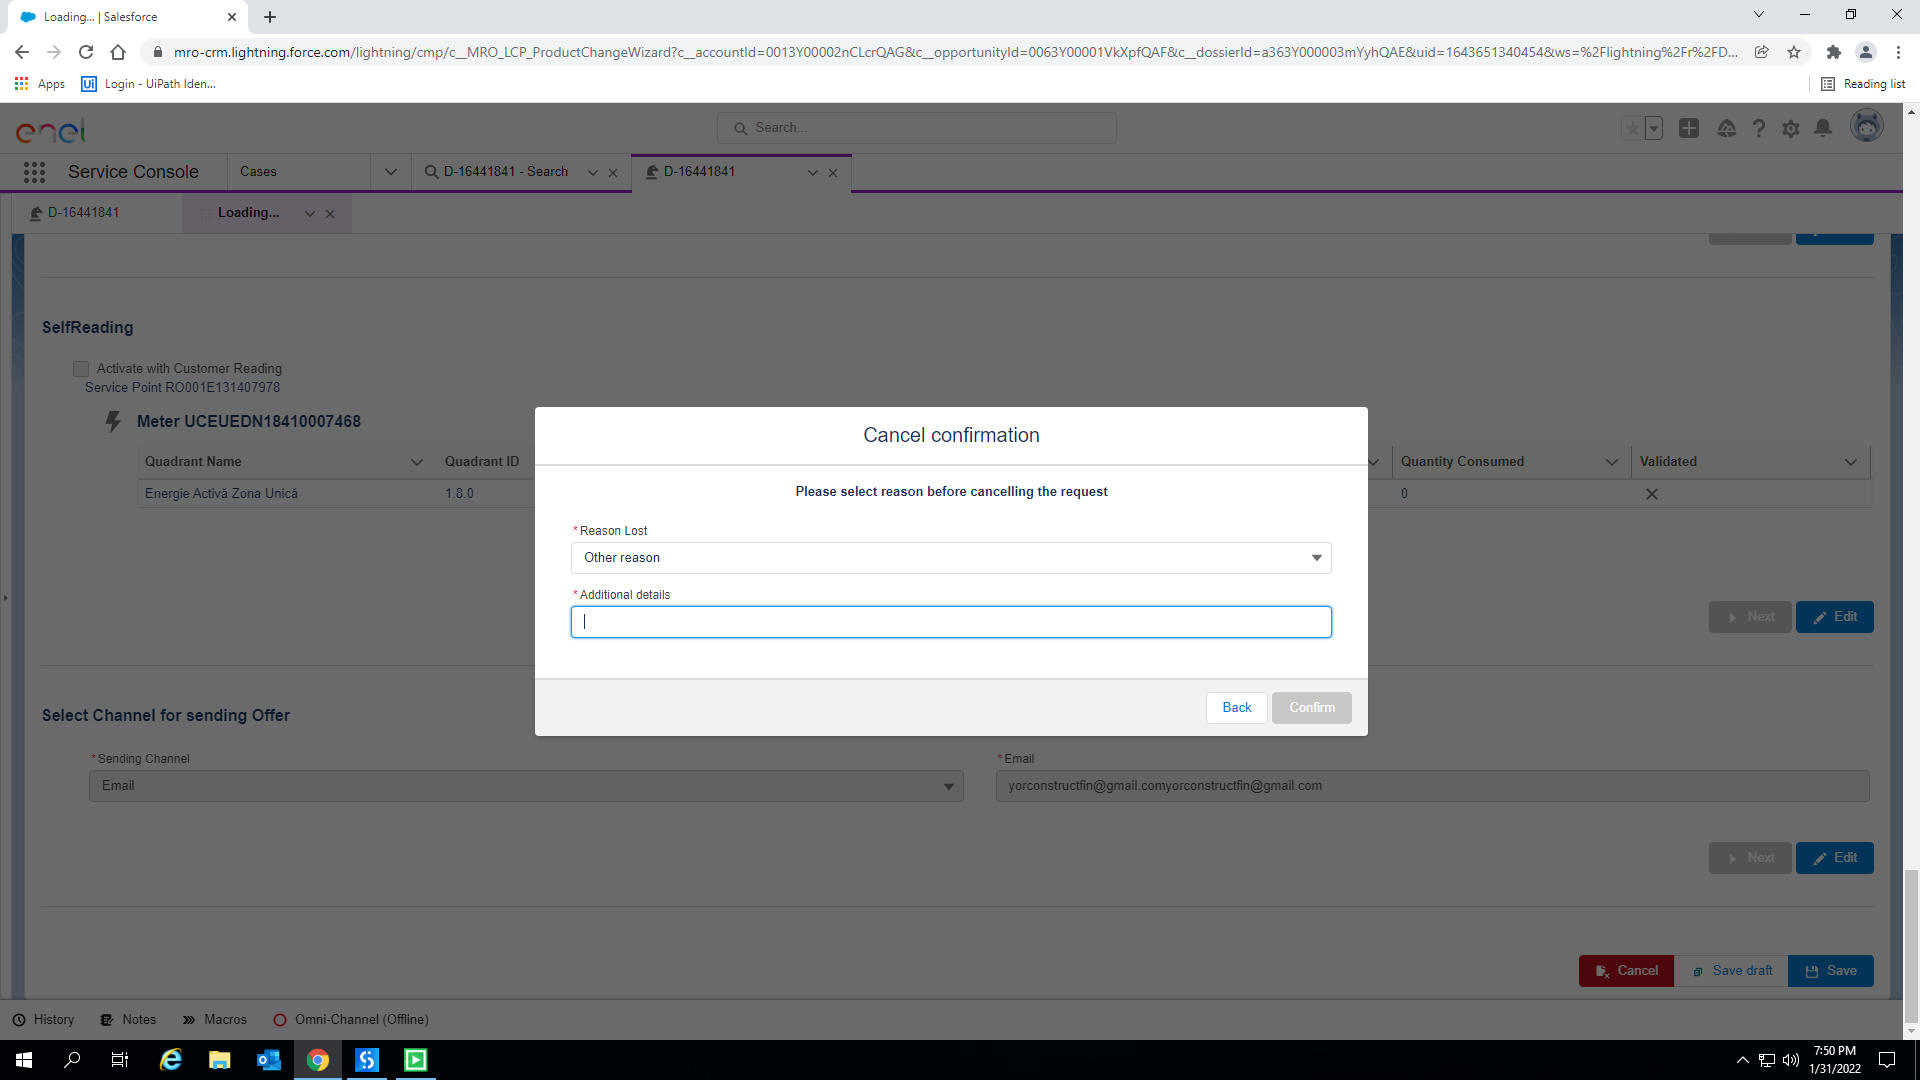 Loading... | Salesforce
mro-crm.lightning.force.com/lightning/cmp/c__MRO_LCP_ProductChangeWizard?c__accountId=0013Y00002nCLcrQAG&c__opportunityId=0063Y00001VkXpfQAF&c__dossierId=a363Y000003mYyhQAE&uid=1643651340454&ws=%2Flightning%2Fr%2FD...
Apps
Login - UiPath Iden...
Reading list
enel
Search...
Service Console
Cases
D-16441841 - Search
D-16441841
D-16441841
Loading...
SelfReading
Activate with Customer Reading
Service Point RO001E131407978
Meter UCEUEDN18410007468
Quadrant Name
Quadrant ID
Quantity Consumed
Validated
Energie Activă Zona Unică
1.8.0
0
Cancel confirmation
Please select reason before cancelling the request
* Reason Lost
Other reason
* Additional details
Back
Confirm
Next
Edit
Select Channel for sending Offer
* Sending Channel
Email
* Email
yorconstructfin@gmail.comyorconstructfin@gmail.com
Next
Edit
Cancel
Save draft
Save
History
Notes
Macros
Omni-Channel (Offline)
7:50 PM
1/31/2022